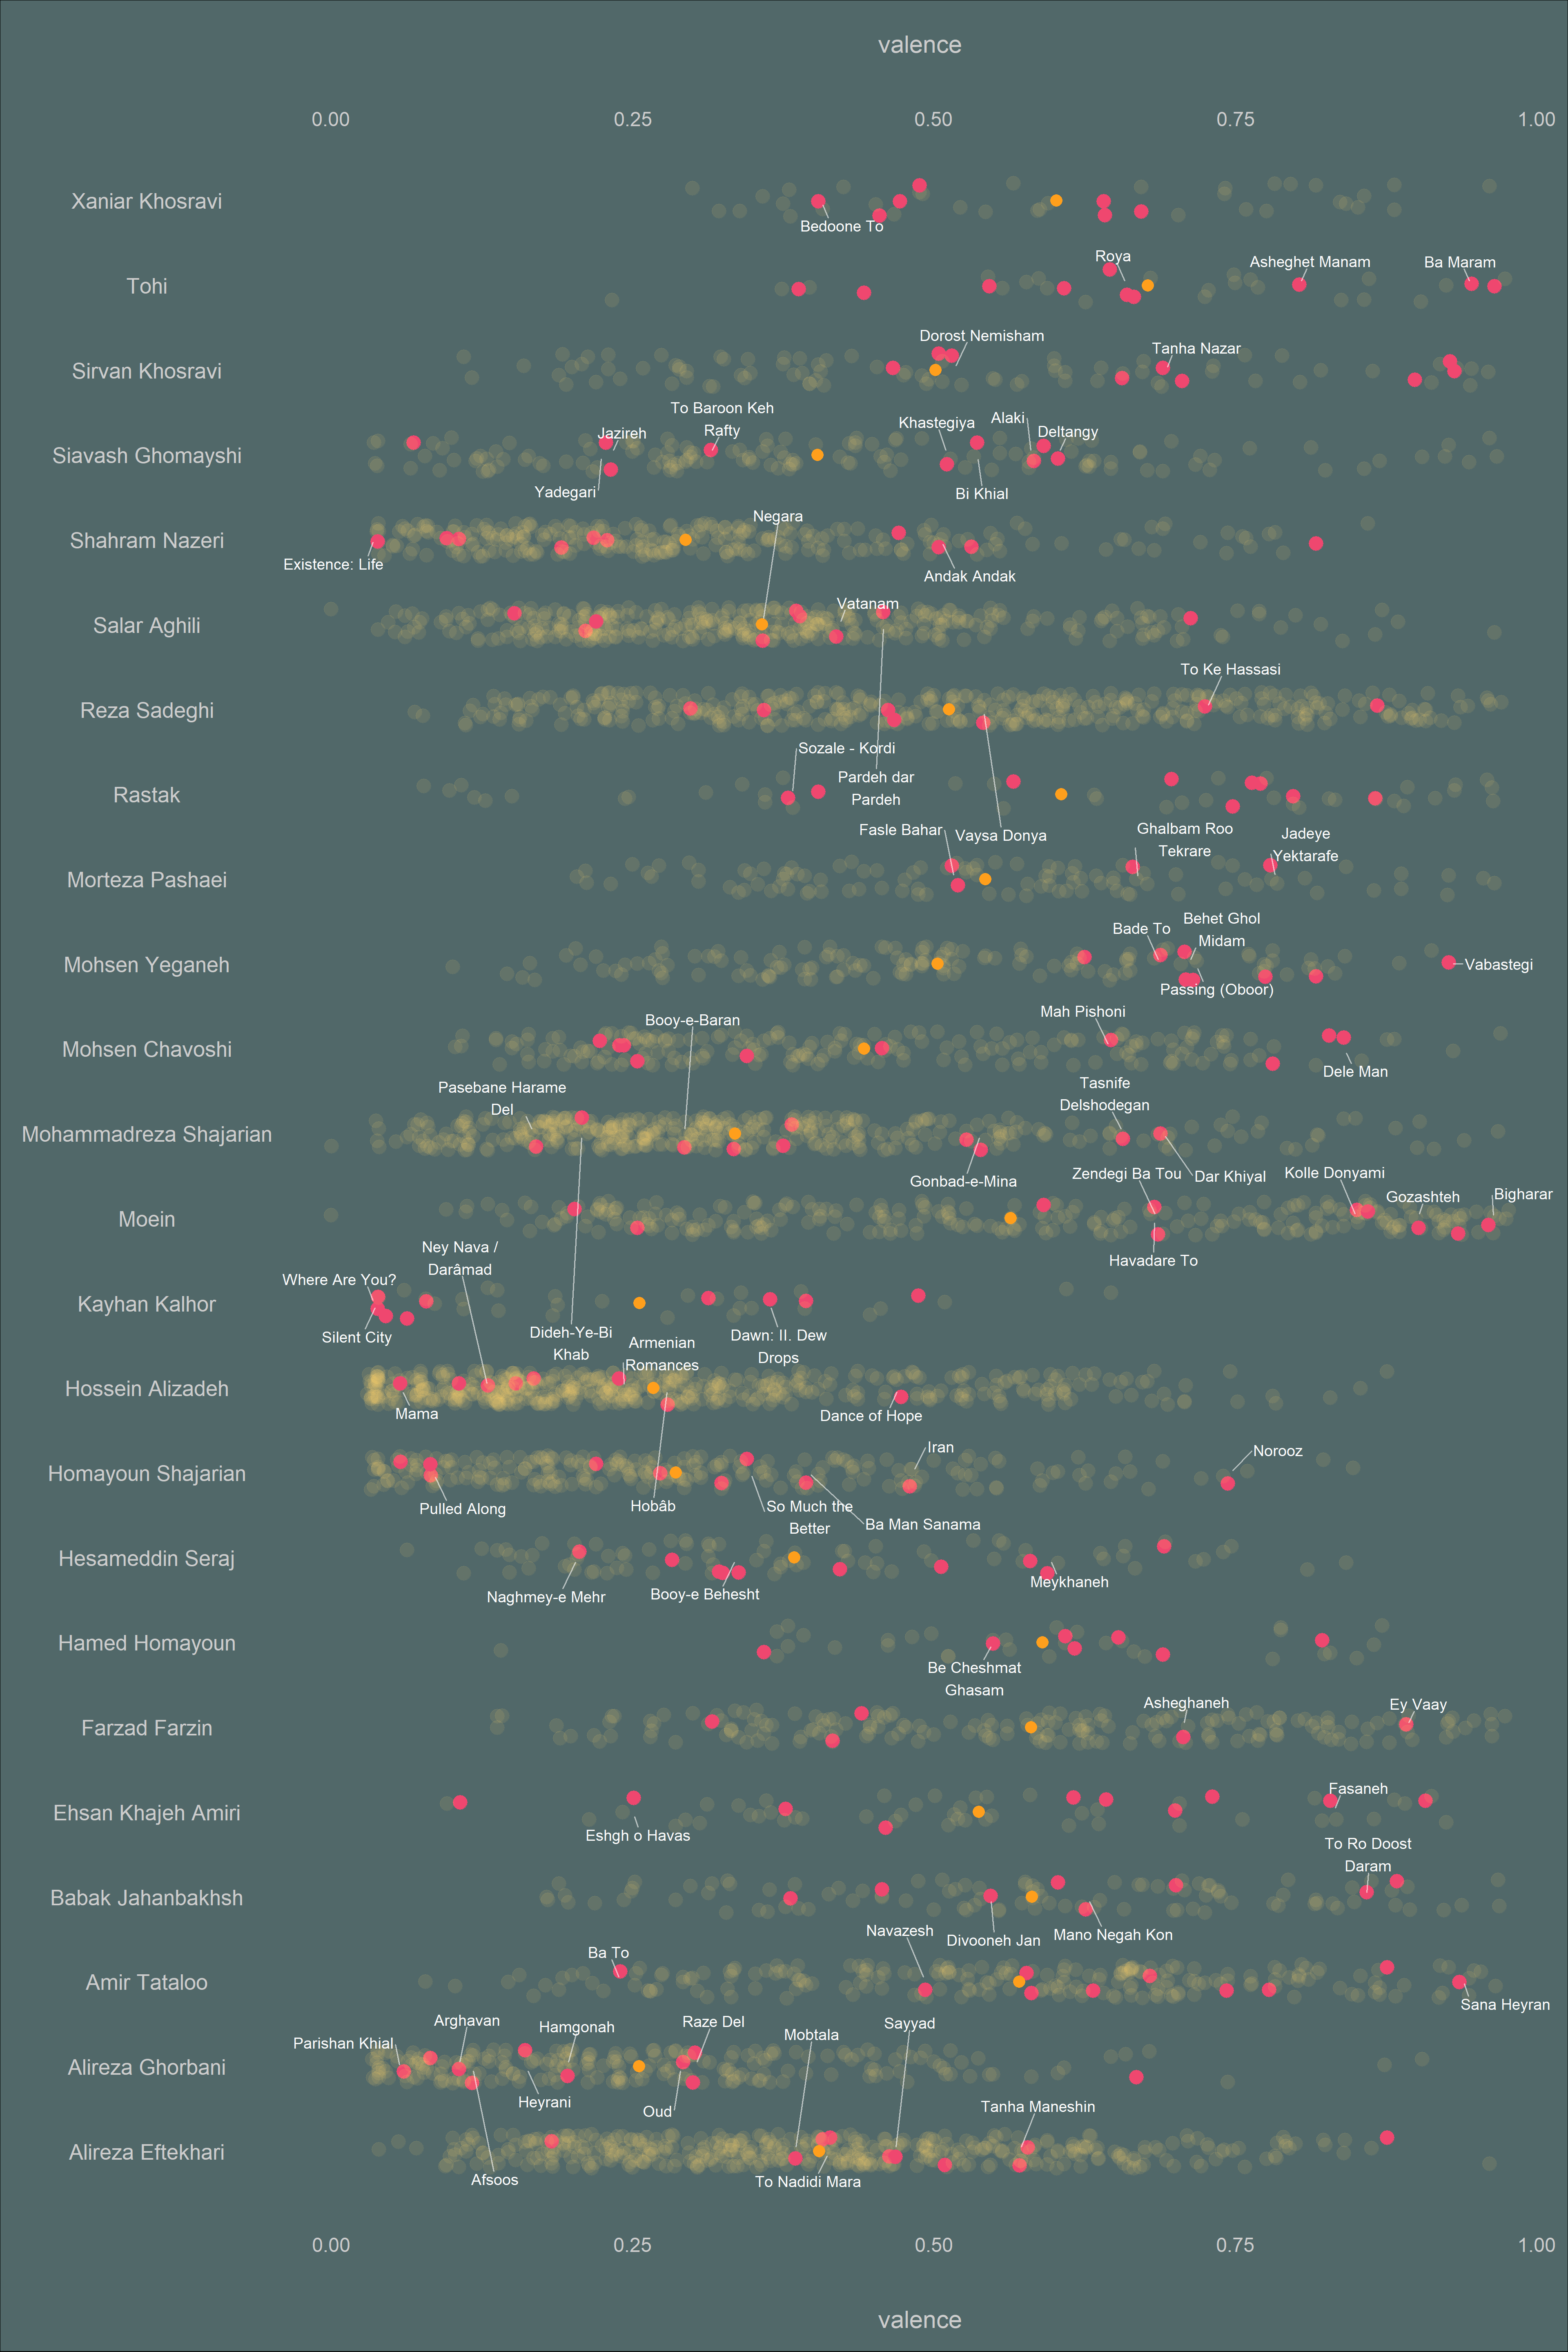 valence
0.00 0.25 0.50 0.75 1.00
Xaniar Khosravi
Bedoone To
Tohi
Roya
Asheghet Manam
Ba Maram
Sirvan Khosravi
Dorost Nemisham
Tanha Nazar
Siavash Ghomayshi
Jazireh
To Baroon Keh
Rafty
Yadegari
Khastegiya
Alaki
Deltangy
Bi Khial
Shahram Nazeri
Existence: Life
Negara
Andak Andak
Salar Aghili
Vatanam
Reza Sadeghi
To Ke Hassasi
Rastak
Sozale - Kordi
Pardeh dar
Pardeh
Vaysa Donya
Morteza Pashaei
Fasle Bahar
Ghalbam Roo
Tekrare
Jadeye
Yektarafe
Mohsen Yeganeh
Bade To
Behet Ghol
Midam
Vabastegi
Passing (Oboor)
Mohsen Chavoshi
Booy-e-Baran
Mah Pishoni
Dele Man
Mohammadreza Shajarian
Pasebane Harame
Del
Tasnife
Delshodegan
Gonbad-e-Mina
Dar Khiyal
Moein
Zendegi Ba Tou
Kolle Donyami
Gozashteh
Bigharar
Havadare To
Kayhan Kalhor
Ney Nava /
Darâmad
Where Are You?
Silent City
Dideh-Ye-Bi
Khab
Dawn: II. Dew
Drops
Hossein Alizadeh
Armenian
Romances
Mama
Dance of Hope
Homayoun Shajarian
Iran
Norooz
Pulled Along
Hobâb
So Much the
Better
Ba Man Sanama
Hesameddin Seraj
Naghmey-e Mehr
Booy-e Behesht
Meykhaneh
Hamed Homayoun
Be Cheshmat
Ghasam
Farzad Farzin
Asheghaneh
Ey Vaay
Ehsan Khajeh Amiri
Eshgh o Havas
Fasaneh
Babak Jahanbakhsh
To Ro Doost
Daram
Divooneh Jan
Mano Negah Kon
Amir Tataloo
Ba To
Navazesh
Sana Heyran
Alireza Ghorbani
Parishan Khial
Arghavan
Hamgonah
Raze Del
Heyrani
Oud
Afsoos
Alireza Eftekhari
Mobtala
Sayyad
Tanha Maneshin
To Nadidi Mara
0.00 0.25 0.50 0.75 1.00
valence